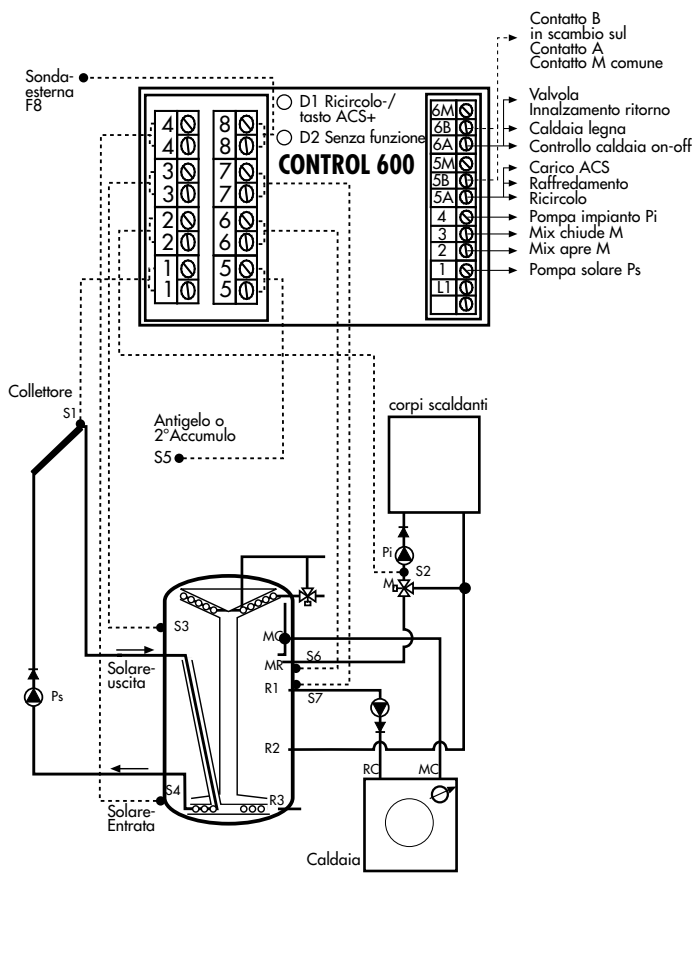 Contatto B
in scambio sul
Contatto A
Contatto M comune
Sonda-
esterna
F8
D1 Ricircolo-/
tasto ACS+
D2 Senza funzione
CONTROL 600
4
4
3
3
2
2
1
1
8
8
7
7
6
6
5
5
6M
6B
6A
5M
5B
5A
4
3
2
1
L1
Valvola
Innalzamento ritorno
Caldaia legna
Controllo caldaia on-off
Carico ACS
Raffredamento
Ricircolo
Pompa impianto Pi
Mix chiude M
Mix apre M
Pompa solare Ps
Collettore
S1
Antigelo o
2°Accumulo
S5
corpi scaldanti
Pi
S2
M
S3
MC
S6
MR
Solare-
uscita
R1
S7
Ps
R2
RC
MC
S4
R3
Solare-
Entrata
Caldaia